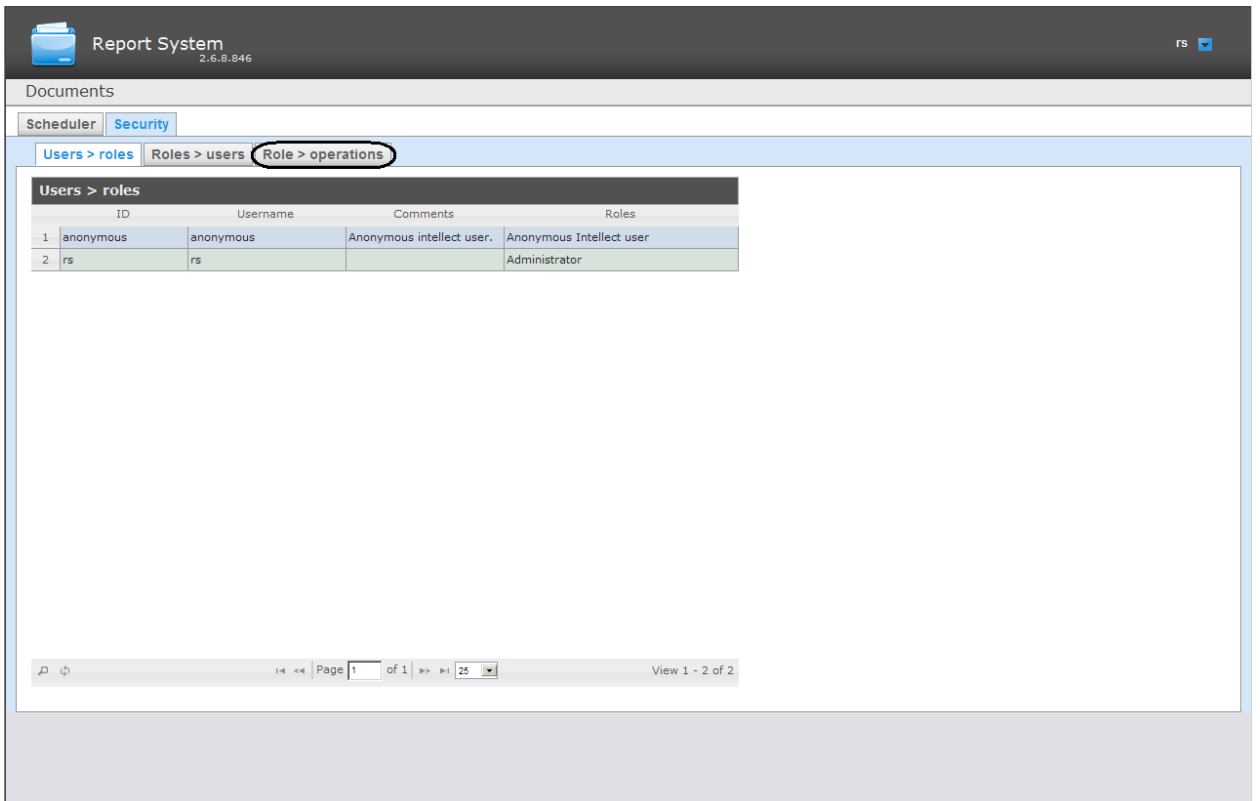 Report System
2.6.8.846
rs
Documents
Scheduler Security
Users > roles Roles > users Role > operations
Users > roles
ID Username Comments Roles
1 anonymous anonymous Anonymous intellect user. Anonymous Intellect user
2 rs rs Administrator
Page 1 of 1 25 View 1 - 2 of 2